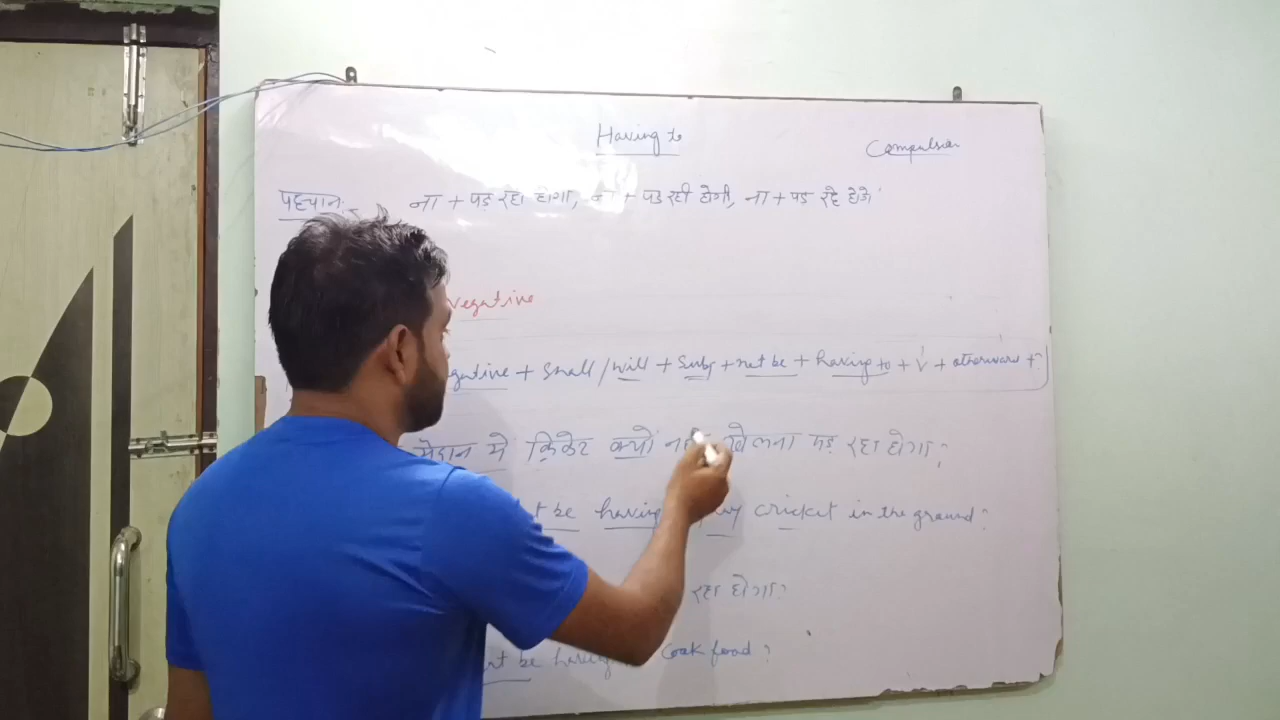 Having to
Compulsion
पहचान:- ना + पड़ रहा होगा, ना + पड़ रही होगी, ना + पड़ रहे होंगे
Negative
Negative + Shall/will + Subj + not be + having to + V¹ + otherward + ?
मैदान में क्रिकेट क्यों नहीं खेलना पड़ रहा होगा?
be having cricket in the ground?
रहा होगा?
be having cook food?